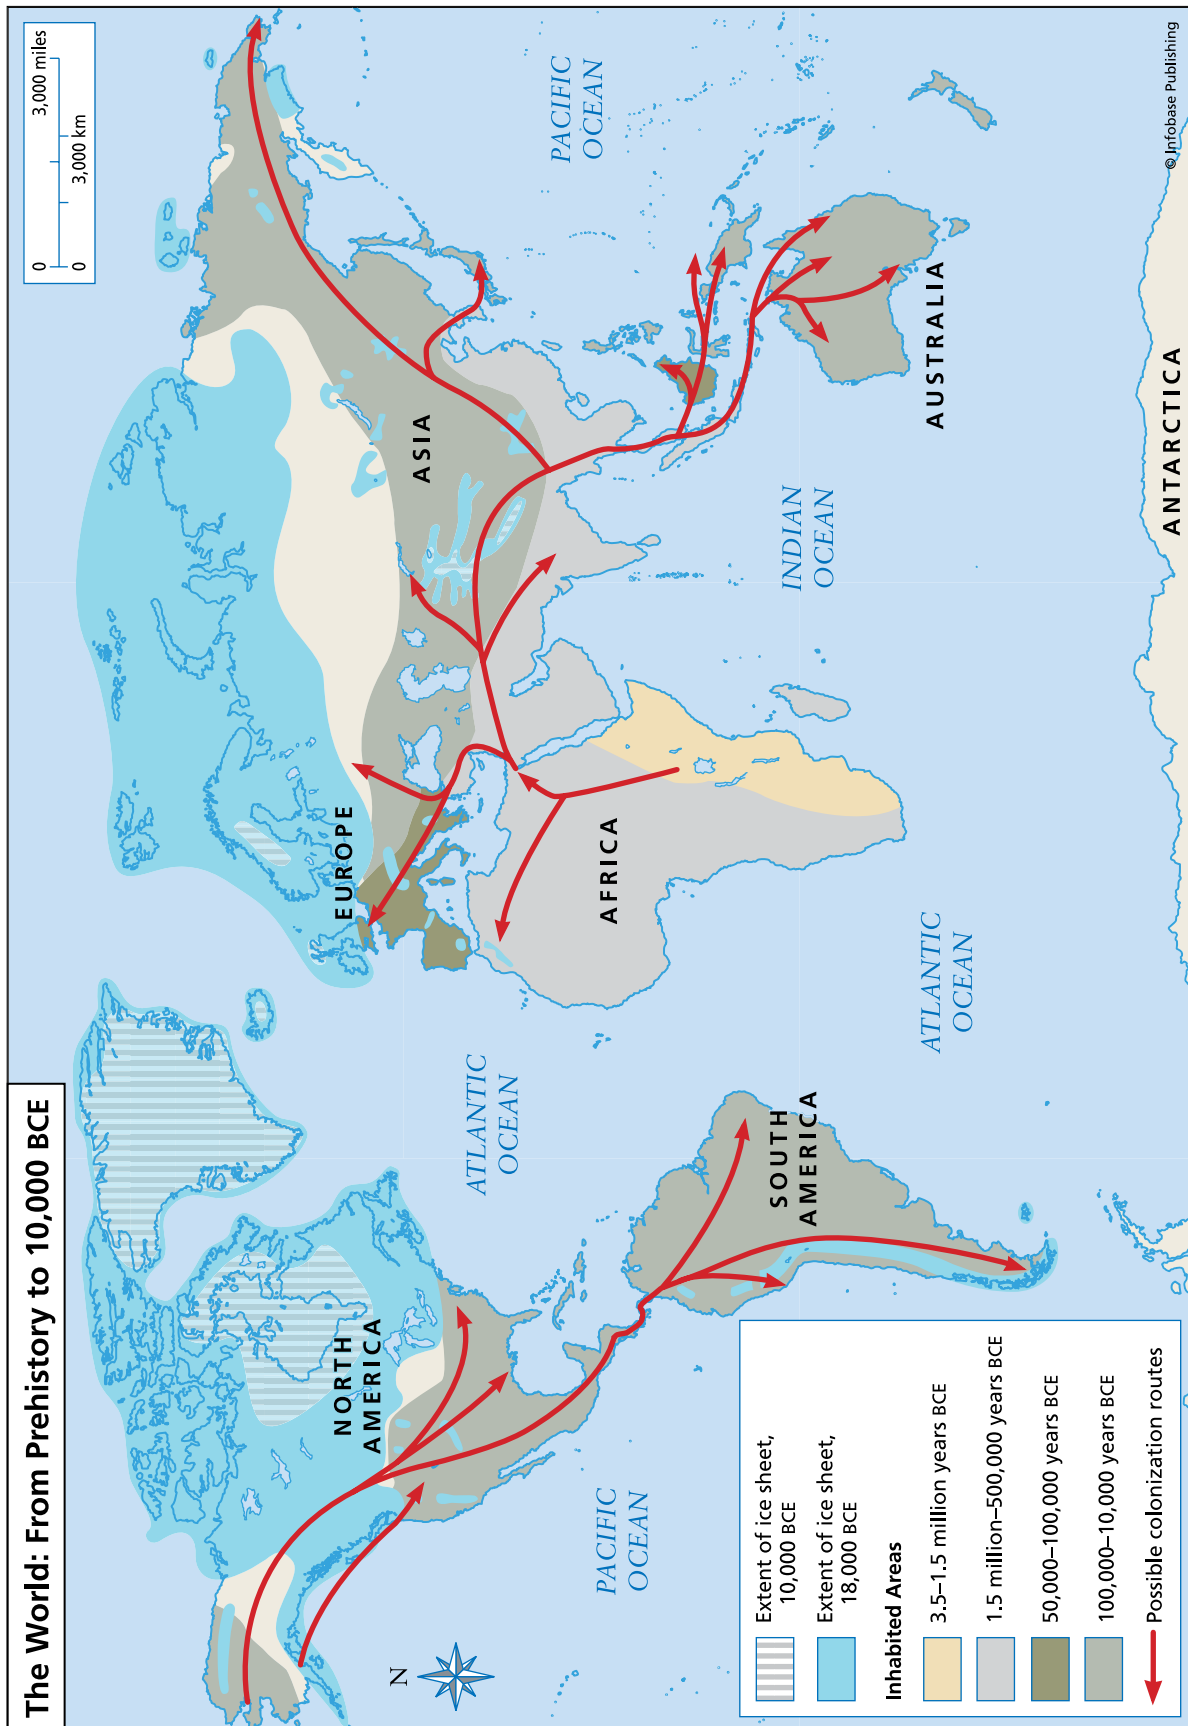 The World: From Prehistory to 10,000 BCE
0
3,000 miles
0
3,000 km
NORTH
AMERICA
EUROPE
ASIA
ATLANTIC
OCEAN
PACIFIC
OCEAN
AFRICA
PACIFIC
OCEAN
SOUTH
AMERICA
INDIAN
OCEAN
ATLANTIC
OCEAN
AUSTRALIA
ANTARCTICA
N
Extent of ice sheet,
10,000 BCE
Extent of ice sheet,
18,000 BCE
Inhabited Areas
3.5–1.5 million years BCE
1.5 million–500,000 years BCE
50,000–100,000 years BCE
100,000–10,000 years BCE
Possible colonization routes
© Infobase Publishing